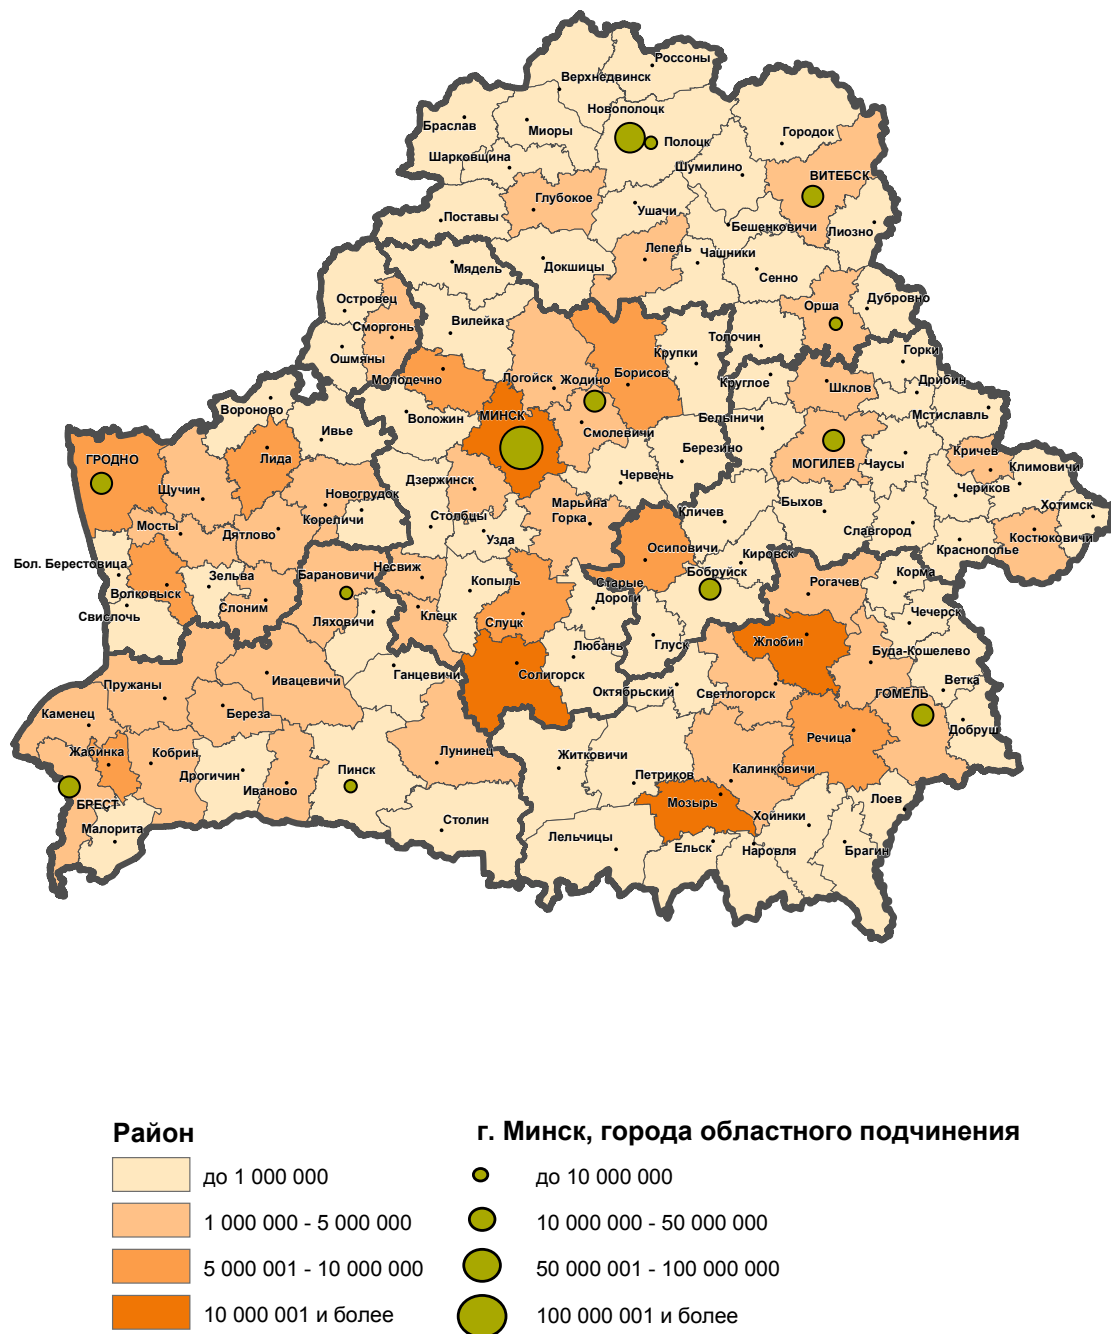 Россоны
Верхнедвинск
Новополоцк
Браслав
Миоры
Полоцк
Городок
Шарковщина
Шумилино
ВИТЕБСК
Глубокое
Ушачи
Поставы
Бешенковичи
Лиозно
Лепель
Чашники
Мядель
Докшицы
Сенно
Островец
Орша
Дубровно
Сморгонь
Вилейка
Толочин
Ошмяны
Крупки
Горки
Молодечно
Логойск
Жодино
Борисов
Круглое
Шклов
Дрибин
Вороново
Воложин
МИНСК
Белыничи
Мстиславль
Ивье
Смолевичи
Березино
ГРОДНО
Лида
МОГИЛЕВ
Чаусы
Кричев
Климовичи
Щучин
Дзержинск
Червень
Чериков
Новогрудок
Марьина
Горка
Быхов
Хотимск
Мосты
Кореличи
Столбцы
Кличев
Славгород
Дятлово
Узда
Костюковичи
Осиповичи
Краснополье
Бол. Берестовица
Зельва
Барановичи
Несвиж
Кировск
Бобруйск
Корма
Волковыск
Копыль
Старые
Дороги
Рогачев
Свислочь
Слоним
Клецк
Чечерск
Ляховичи
Слуцк
Любань
Глуск
Жлобин
Буда-Кошелево
Ивацевичи
Ганцевичи
Солигорск
Ветка
Пружаны
Октябрьский
Светлогорск
ГОМЕЛЬ
Каменец
Береза
Добруш
Жабинка
Кобрин
Лунинец
Житковичи
Речица
Дрогичин
Пинск
Петриков
Калинковичи
Иваново
БРЕСТ
Мозырь
Лоев
Малорита
Столин
Хойники
Лельчицы
Ельск
Наровля
Брагин
Район
г. Минск, города областного подчинения
до 1 000 000
до 10 000 000
1 000 000 - 5 000 000
10 000 000 - 50 000 000
5 000 001 - 10 000 000
50 000 001 - 100 000 000
10 000 001 и более
100 000 001 и более